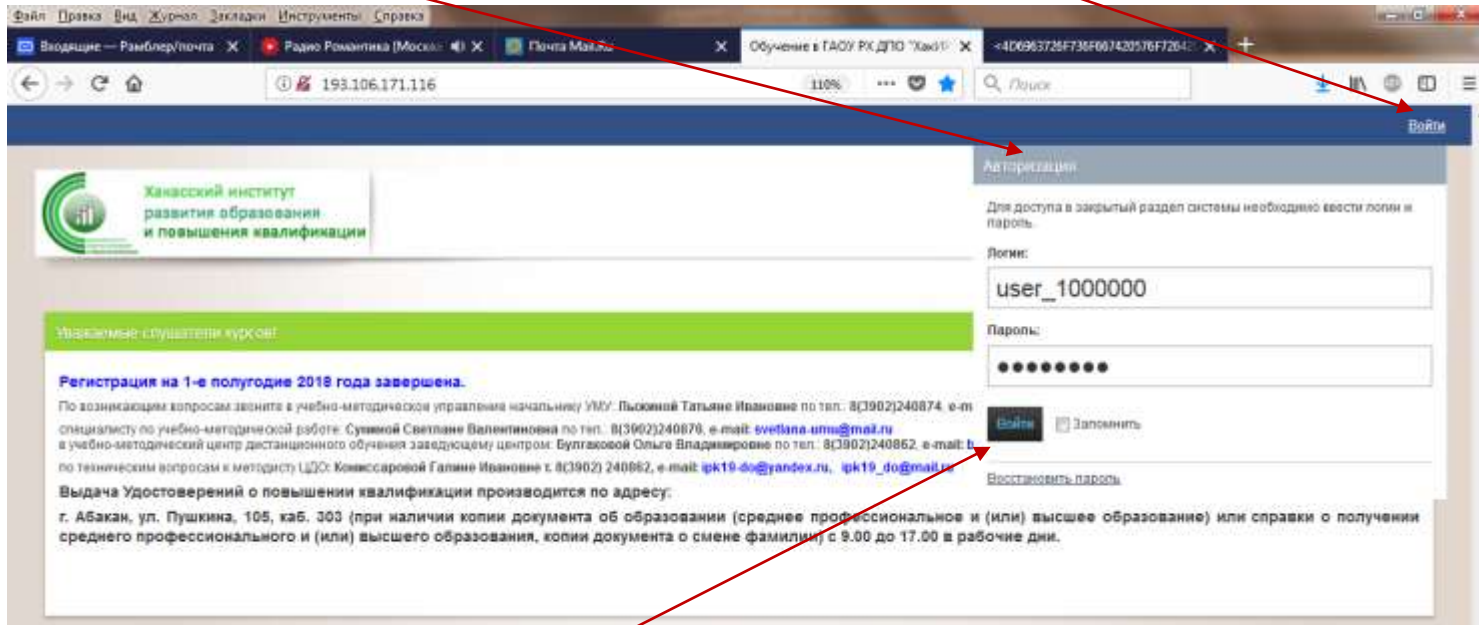 Файл Правка Вид Журнал Закладки Инструменты Справка
Входящие — Рамблер/почта Радио Романтика (Москва Почта Mail.Ru Обучение в ГАОУ РХ ДПО "ХакИ
193.106.171.116 110% Поиск
Войти
Авторизация
Хакасский институт
развития образования
и повышения квалификации
Для доступа в закрытый раздел системы необходимо ввести логин и
пароль.
Логин:
user_1000000
Пароль:
Войти Запомнить
Восстановить пароль
Уважаемые слушатели курсов!
Регистрация на 1-е полугодие 2018 года завершена.
По возникающим вопросам звоните в учебно-методическое управление начальнику УМУ: Лыскиной Татьяне Ивановне по тел.: 8(3902)240874, e-m
специалисту по учебно-методической работе: Светлане Валентиновна по тел.: 8(3902)240876, e-mail: svetlana-umu@mail.ru
в учебно-методический центр дистанционного обучения заведующему центром: Булгаковой Ольге Владимировне по тел.: 8(3902)240862, e-mail: b
по техническим вопросам к методисту ЦДО: Комиссаровой Галине Ивановне т. 8(3902) 240862, e-mail: ipk19-do@yandex.ru, ipk19_do@mail.ru
Выдача Удостоверений о повышении квалификации производится по адресу:
г. Абакан, ул. Пушкина, 105, каб. 303 (при наличии копии документа об образовании (среднее профессиональное и (или) высшее образование) или справки о получении
среднего профессионального и (или) высшего образования, копии документа о смене фамилии) с 9.00 до 17.00 в рабочие дни.